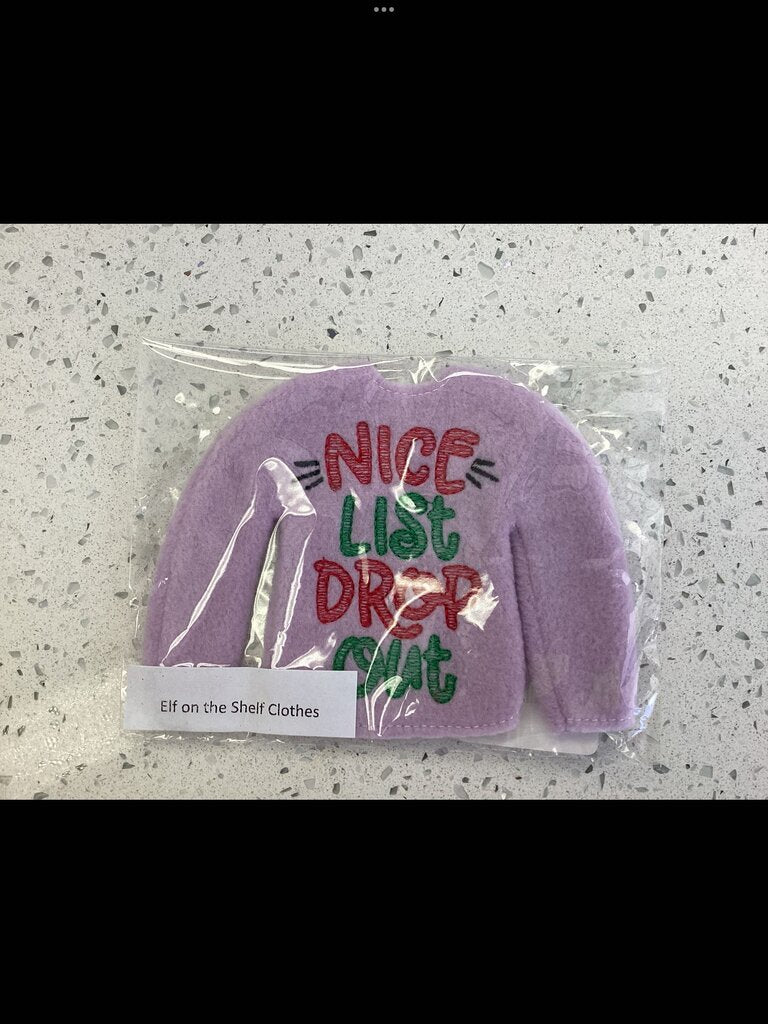 NICE
LISt
DROP
Out
Elf on the Shelf Clothes